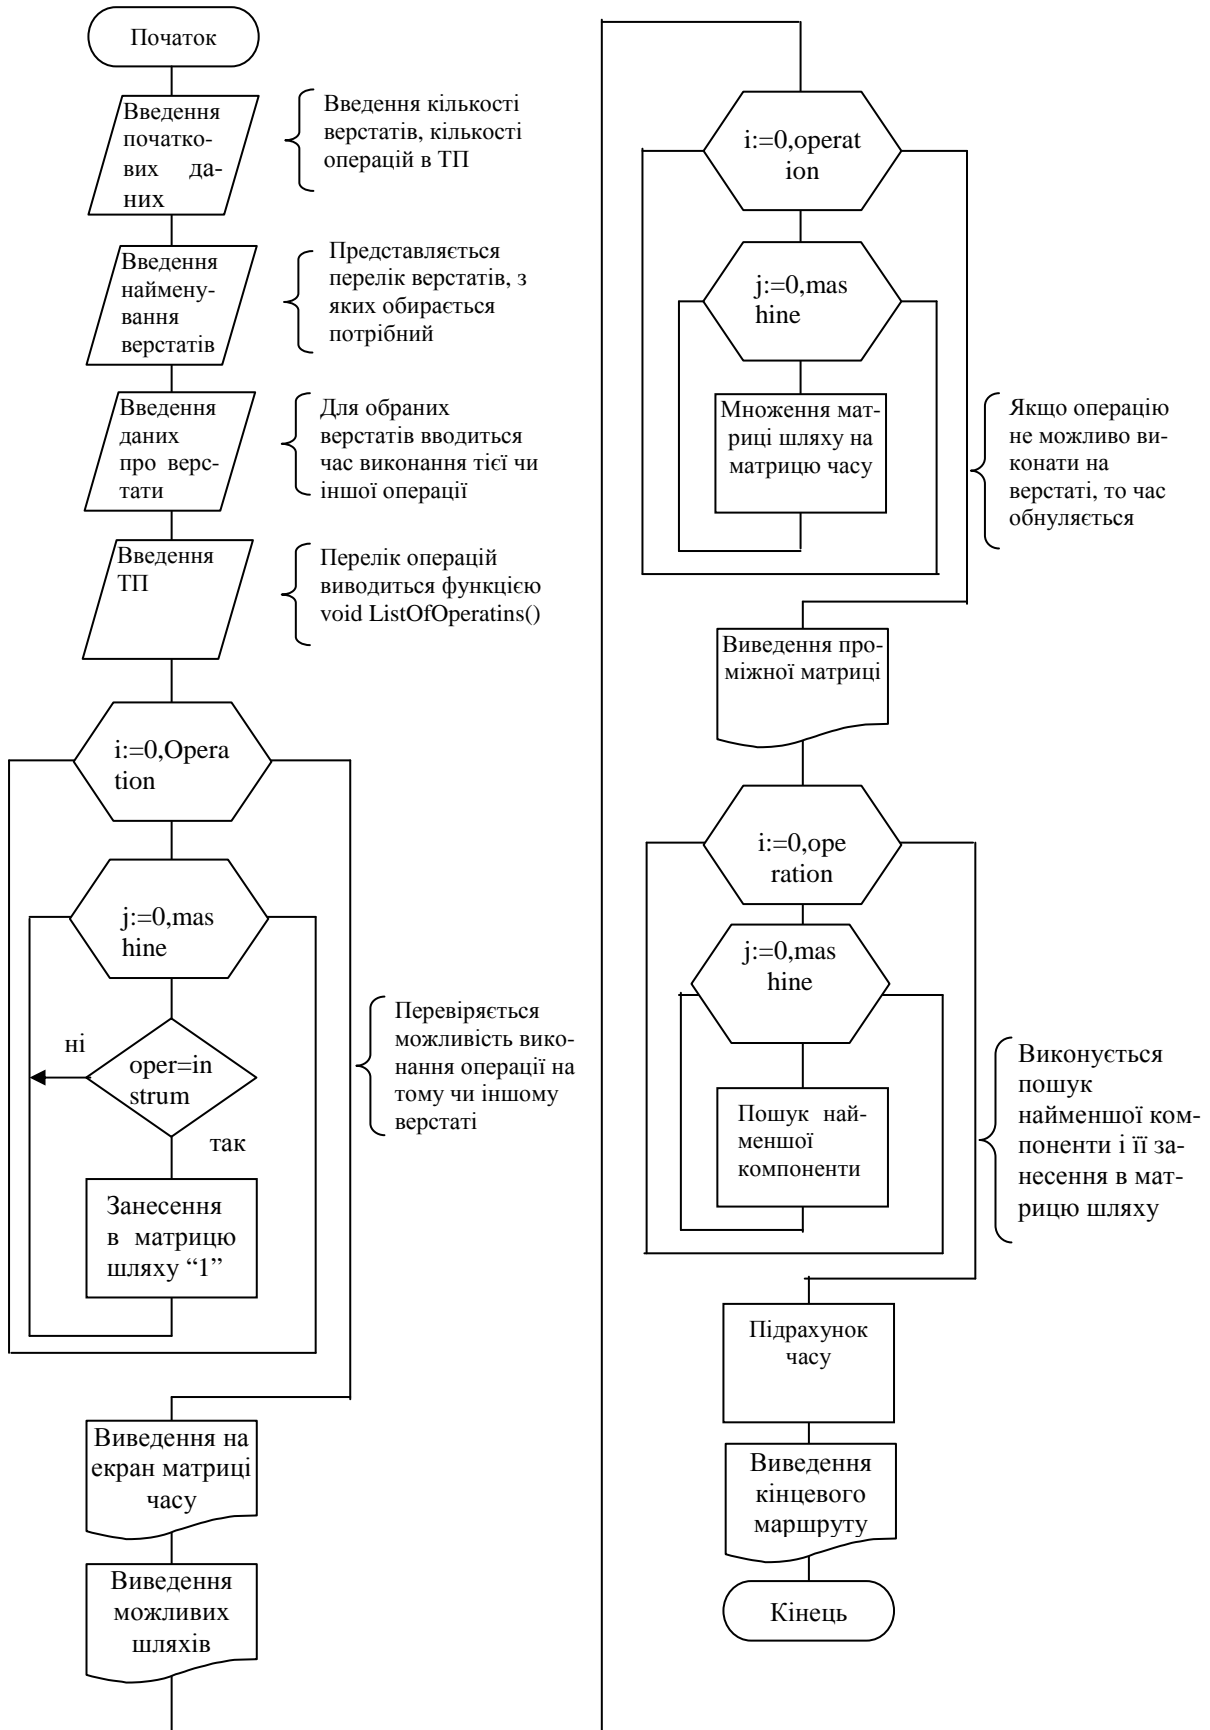 Початок
Введення
початко-
вих да-
них
Введення кількості
верстатів, кількості
операцій в ТП
Введення
наймену-
вання
верстатів
Представляється
перелік верстатів, з
яких обирається
потрібний
Введення
даних
про верс-
тати
Для обраних
верстатів вводиться
час виконання тієї чи
іншої операції
Введення
ТП
Перелік операцій
виводиться функцією
void ListOfOperatins()
i:=0,Opera
tion
j:=0,mas
hine
ні
oper=in
strum
так
Перевіряється
можливість вико-
нання операції на
тому чи іншому
верстаті
Занесення
в матрицю
шляху “1”
Виведення на
екран матриці
часу
Виведення
можливих
шляхів
i:=0,operat
ion
j:=0,mas
hine
Множення мат-
риці шляху на
матрицю часу
Якщо операцію
не можливо ви-
конати на
верстаті, то час
обнуляється
Виведення про-
міжної матриці
i:=0,ope
ration
j:=0,mas
hine
Пошук най-
меншої
компоненти
Виконується
пошук
найменшої ком-
поненти і її за-
несення в мат-
рицю шляху
Підрахунок
часу
Виведення
кінцевого
маршруту
Кінець